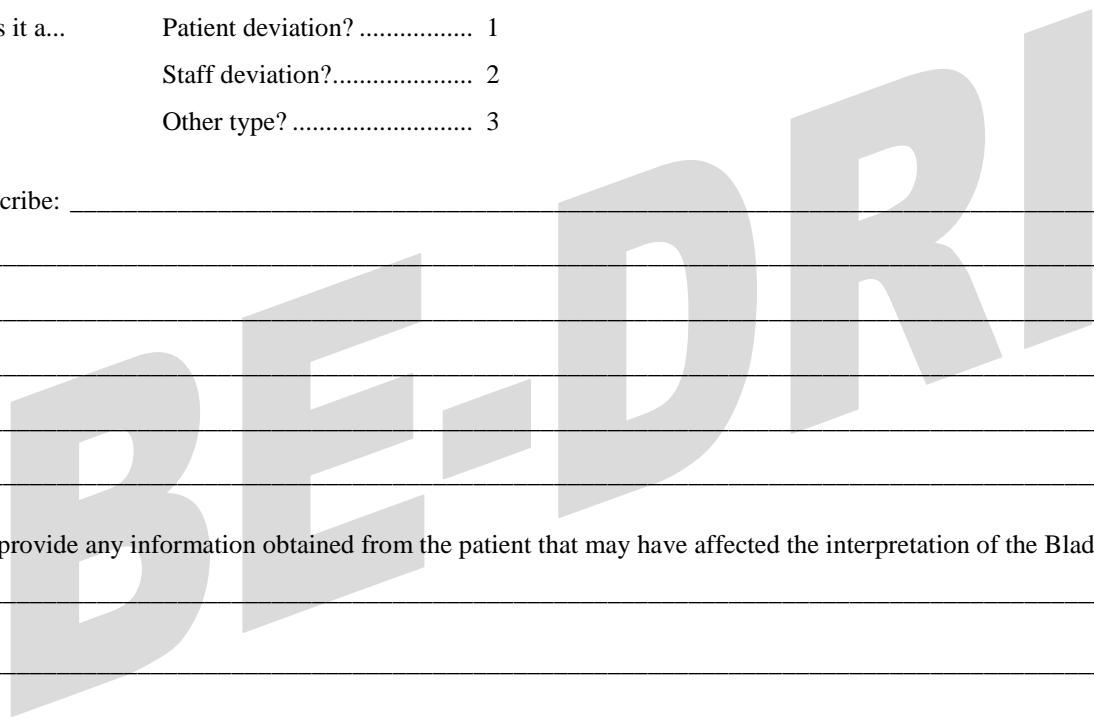 s it a... Patient deviation? ................. 1
Staff deviation?..................... 2
Other type? ........................... 3
cribe: ______________________________________________________________________________
provide any information obtained from the patient that may have affected the interpretation of the Blad
BE-DRI